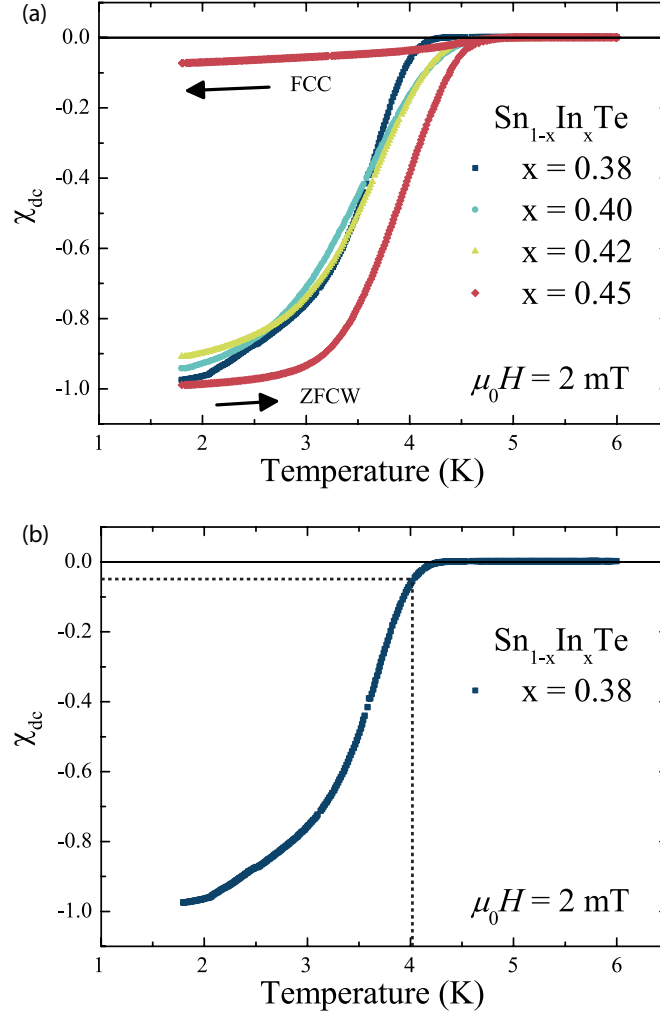 (a)
0.0
-0.2
-0.4
-0.6
-0.8
-1.0
χdc
FCC
Sn1-xInxTe
x = 0.38
x = 0.40
x = 0.42
x = 0.45
ZFCW
μ0H = 2 mT
1 2 3 4 5 6
Temperature (K)
(b)
0.0
-0.2
-0.4
-0.6
-0.8
-1.0
χdc
Sn1-xInxTe
x = 0.38
μ0H = 2 mT
1 2 3 4 5 6
Temperature (K)